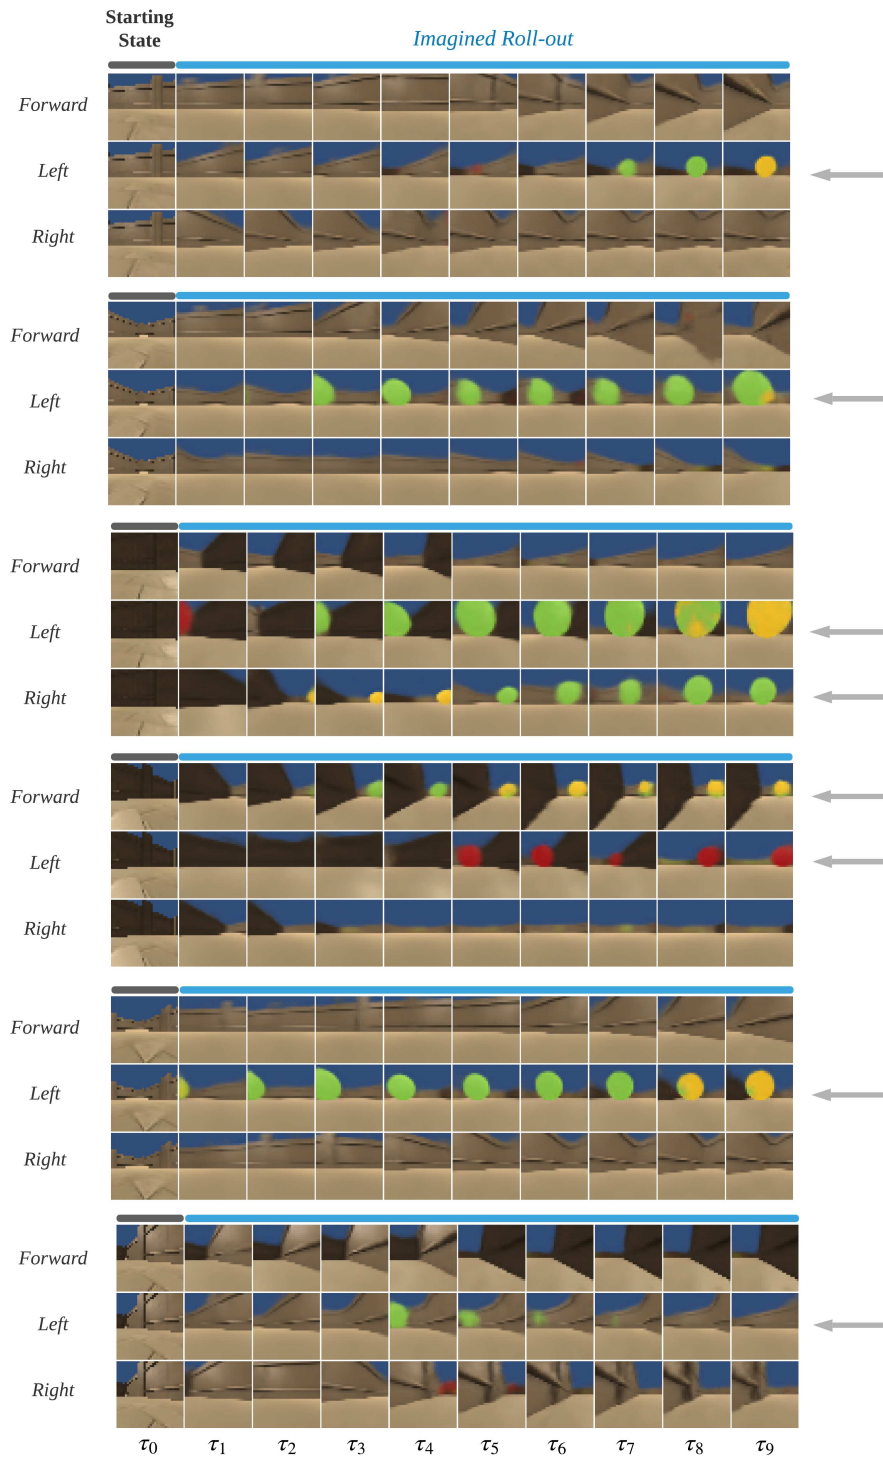 Starting
State
Imagined Roll-out
Forward
Left
Right
Forward
Left
Right
Forward
Left
Right
Forward
Left
Right
Forward
Left
Right
Forward
Left
Right
τ0 τ1 τ2 τ3 τ4 τ5 τ6 τ7 τ8 τ9